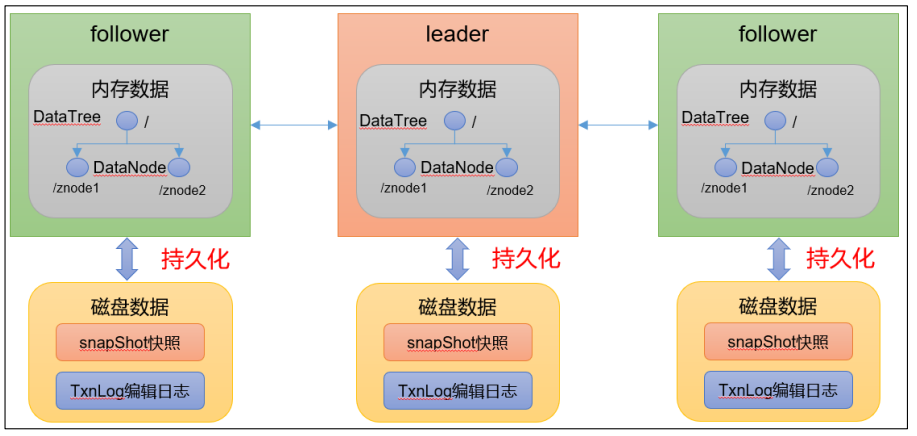 follower
内存数据
DataTree
/
DataNode
/znode1
/znode2
持久化
磁盘数据
snapShot快照
TxnLog编辑日志
leader
内存数据
DataTree
/
DataNode
/znode1
/znode2
持久化
磁盘数据
snapShot快照
TxnLog编辑日志
follower
内存数据
DataTree
/
DataNode
/znode1
/znode2
持久化
磁盘数据
snapShot快照
TxnLog编辑日志